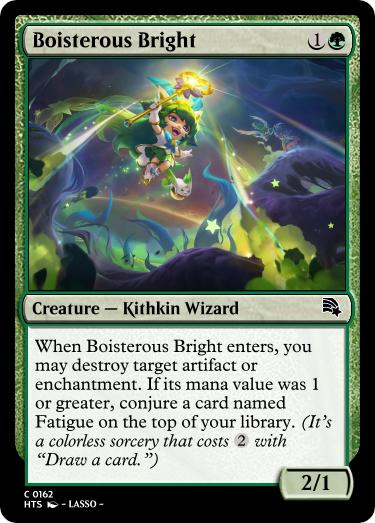 Boisterous Bright 1
Creature — Kithkin Wizard
When Boisterous Bright enters, you
may destroy target artifact or
enchantment. If its mana value was 1
or greater, conjure a card named
Fatigue on the top of your library. (It's
a colorless sorcery that costs 2 with
“Draw a card.”)
2/1
C 0162
HTS - LASSO -